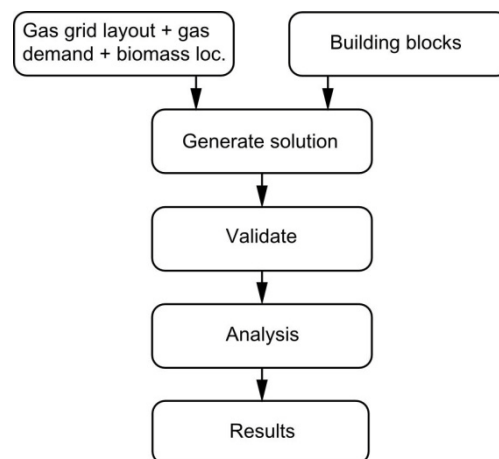 Gas grid layout + gas
demand + biomass loc.
Building blocks
Generate solution
Validate
Analysis
Results